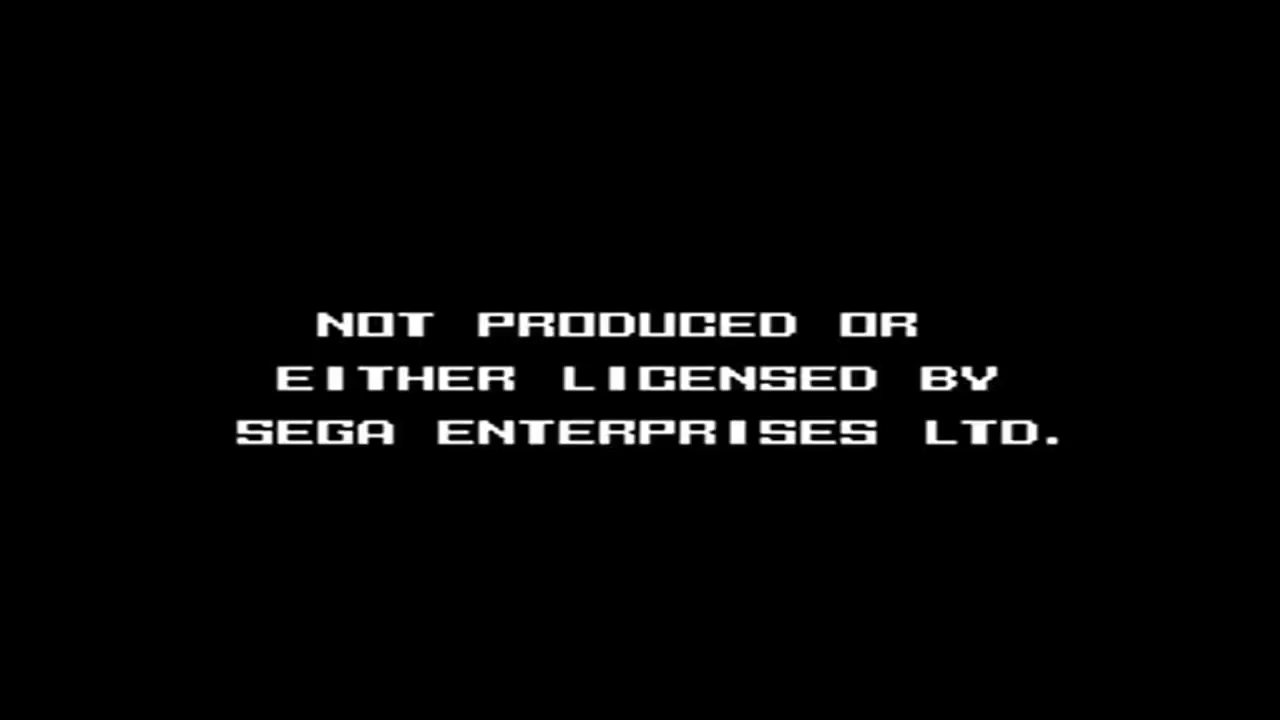 NOT PRODUCED OR
EITHER LICENSED BY
SEGA ENTERPRISES LTD.